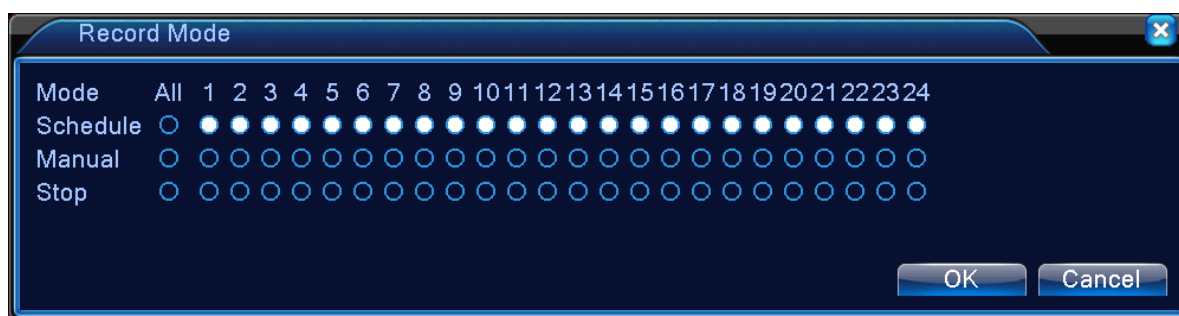 Record Mode
Mode All 1 2 3 4 5 6 7 8 9 10 11 12 13 14 15 16 17 18 19 20 21 22 23 24
Schedule
Manual
Stop
OK Cancel